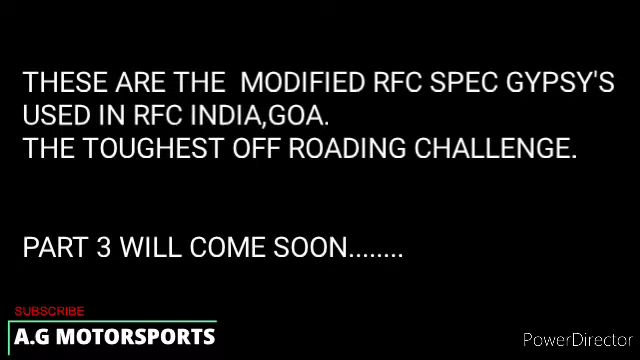 THESE ARE THE  MODIFIED RFC SPEC GYPSY'S
USED IN RFC INDIA,GOA.
THE TOUGHEST OFF ROADING CHALLENGE.
PART 3 WILL COME SOON........
SUBSCRIBE
A.G MOTORSPORTS
PowerDirector